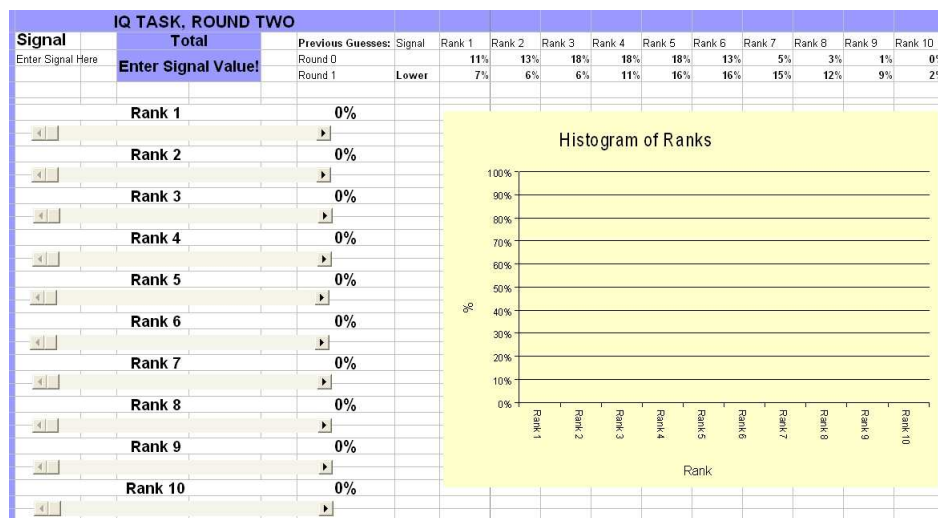 IQ TASK, ROUND TWO
Signal Total Previous Guesses: Signal Rank 1 Rank 2 Rank 3 Rank 4 Rank 5 Rank 6 Rank 7 Rank 8 Rank 9 Rank 10
Enter Signal Here Enter Signal Value! Round 0 11% 13% 18% 18% 18% 13% 5% 3% 1% 0%
Round 1 Lower 7% 6% 6% 11% 16% 16% 15% 12% 9% 2%
Rank 1 0%
Rank 2 0%
Rank 3 0%
Rank 4 0%
Rank 5 0%
Rank 6 0%
Rank 7 0%
Rank 8 0%
Rank 9 0%
Rank 10 0%
Histogram of Ranks
100%
90%
80%
70%
60%
50%
40%
30%
20%
10%
0%
%
Rank 1 Rank 2 Rank 3 Rank 4 Rank 5 Rank 6 Rank 7 Rank 8 Rank 9 Rank 10
Rank